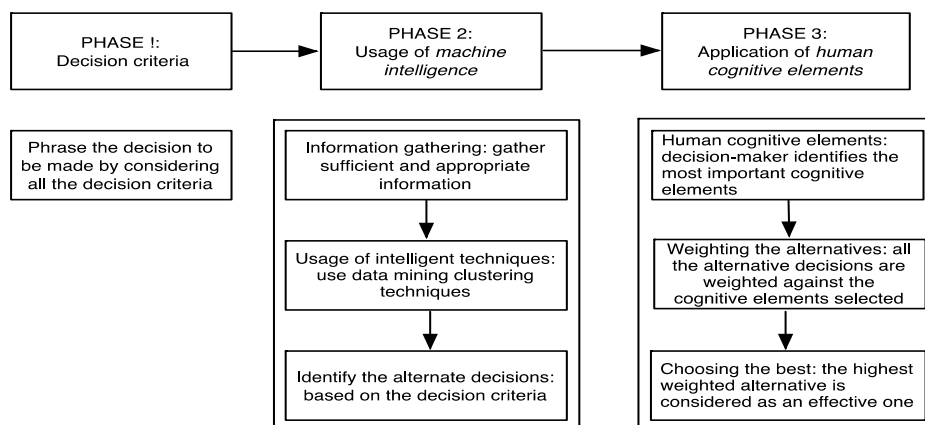 PHASE !:
Decision criteria
PHASE 2:
Usage of machine
intelligence
PHASE 3:
Application of human
cognitive elements
Phrase the decision to
be made by considering
all the decision criteria
Information gathering: gather
sufficient and appropriate
information
Usage of intelligent techniques:
use data mining clustering
techniques
Identify the alternate decisions:
based on the decision criteria
Human cognitive elements:
decision-maker identifies the
most important cognitive
elements
Weighting the alternatives: all
the alternative decisions are
weighted against the
cognitive elements selected
Choosing the best: the highest
weighted alternative is
considered as an effective one